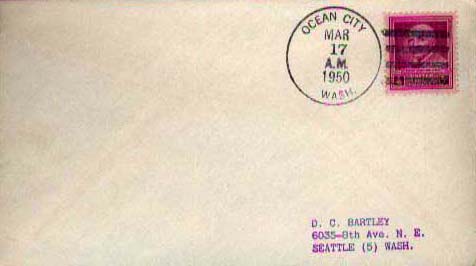 OCEAN CITY
MAR
17
A.M.
1950
WASH.
D. C. BARTLEY
6035-8th Ave. N. E.
SEATTLE (5) WASH.